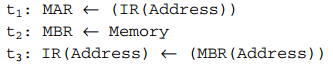 t₁: MAR ← (IR(Address))
t₂: MBR ← Memory
t₃: IR(Address) ← (MBR(Address))